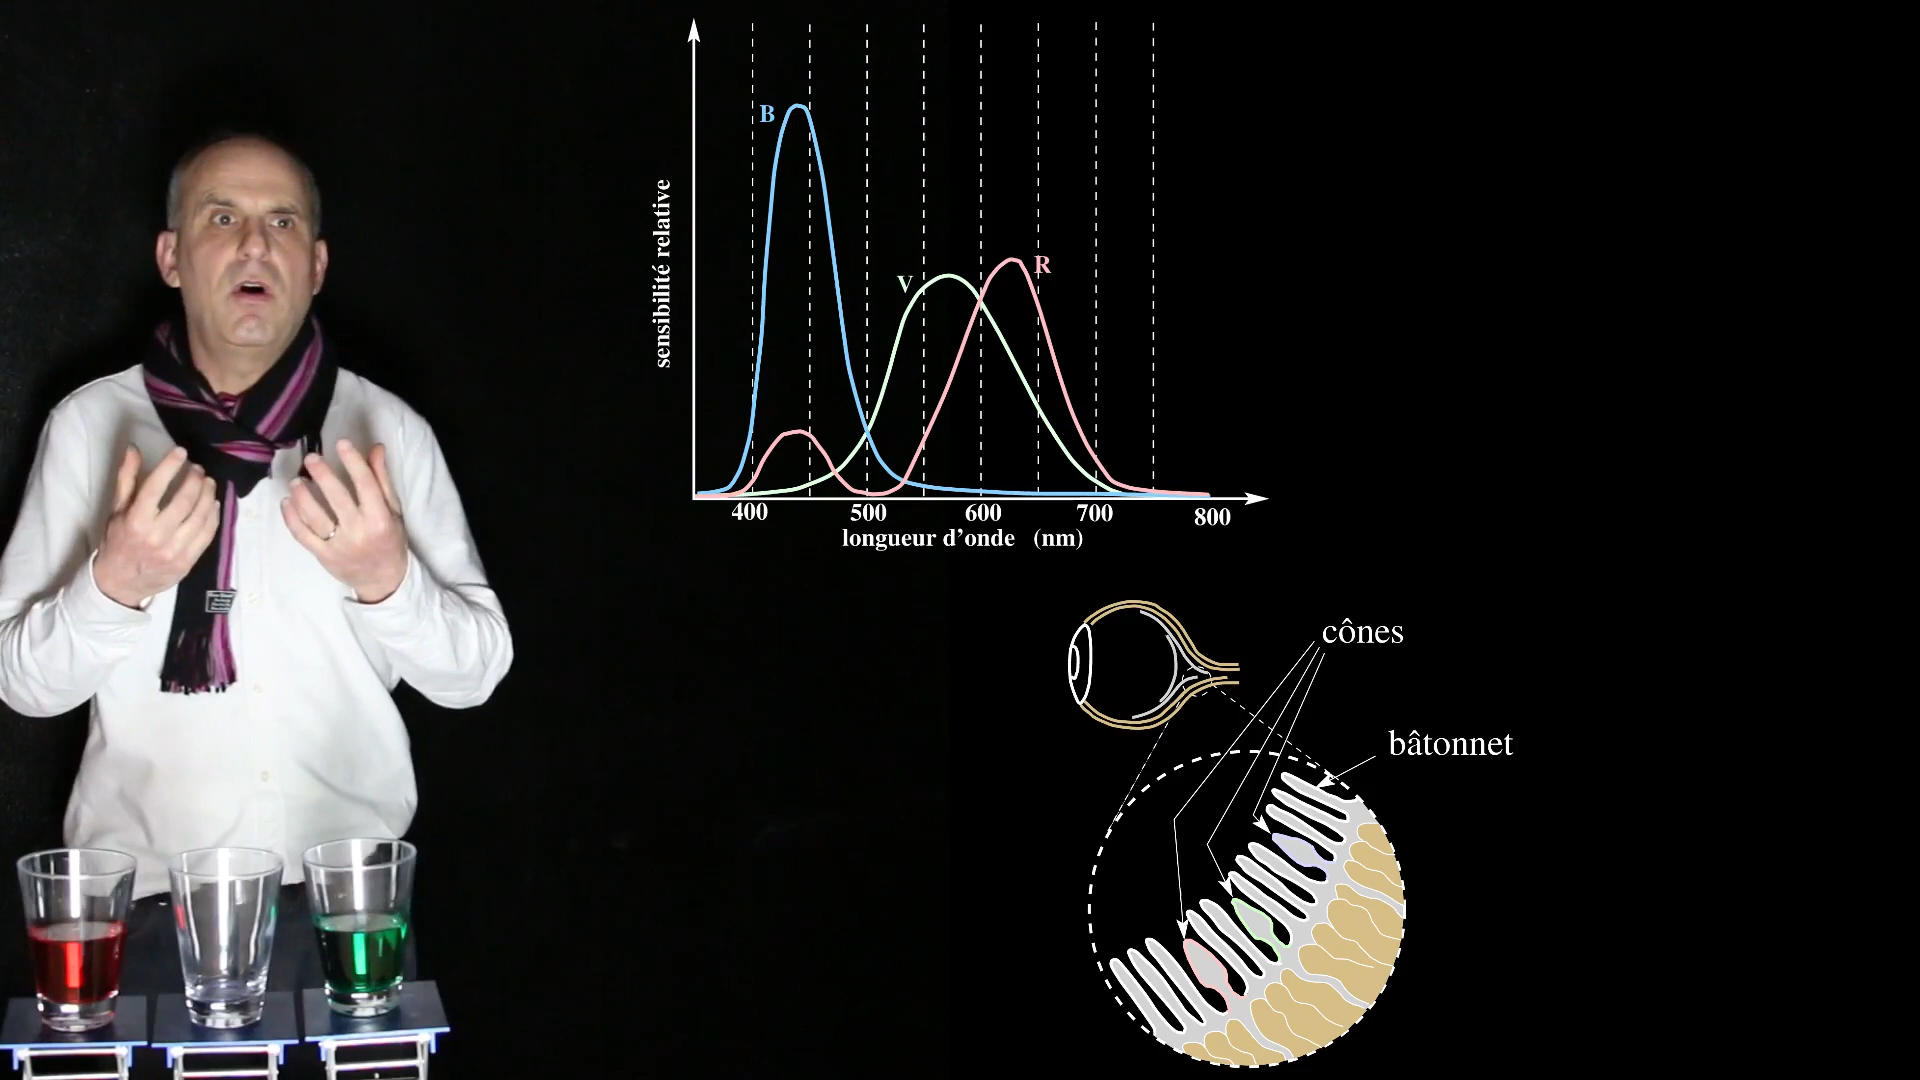 B
V
R
sensibilité relative
400 500 600 700 800
longueur d'onde (nm)
cônes
bâtonnet